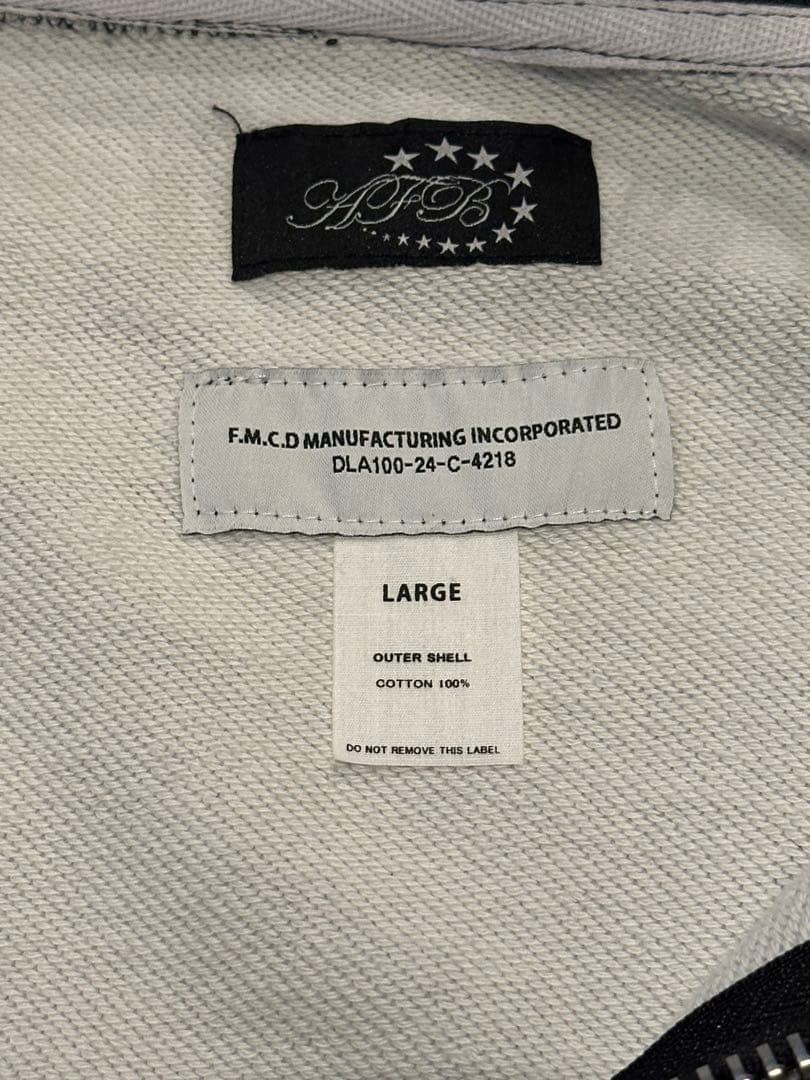 AFB
F.M.C.D MANUFACTURING INCORPORATED
DLA100-24-C-4218
LARGE
OUTER SHELL
COTTON 100%
DO NOT REMOVE THIS LABEL